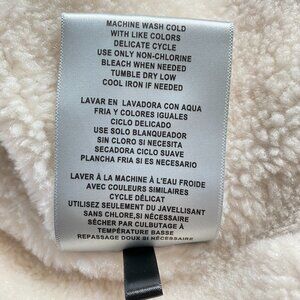 MACHINE WASH COLD
WITH LIKE COLORS
DELICATE CYCLE
USE ONLY NON-CHLORINE
BLEACH WHEN NEEDED
TUMBLE DRY LOW
COOL IRON IF NEEDED
LAVAR EN LAVADORA CON AQUA
FRIA Y COLORES IGUALES
CICLO DELICADO
USE SOLO BLANQUEADOR
SIN CLORO SI NECESITA
SECADORA CICLO SUAVE
PLANCHA FRIA SI ES NECESARIO
LAVER À LA MACHINE À L'EAU FROIDE
AVEC COULEURS SIMILAIRES
CYCLE DÉLICAT
UTILISEZ SEULEMENT DU JAVELLISANT
SANS CHLORE,SI NÉCESSAIRE
SÉCHER PAR CULBUTAGE À
TEMPÉRATURE BASSE
REPASSAGE DOUX SI NÉCESSAIRE